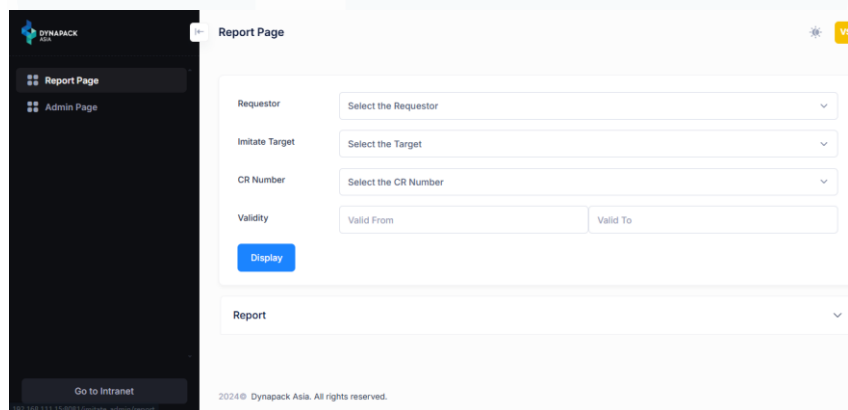 DYNAPACK
ASIA
Report Page
VS
Report Page
Admin Page
Requestor
Select the Requestor
Imitate Target
Select the Target
CR Number
Select the CR Number
Validity
Valid From
Valid To
Display
Report
Go to Intranet
2024© Dynapack Asia. All rights reserved.